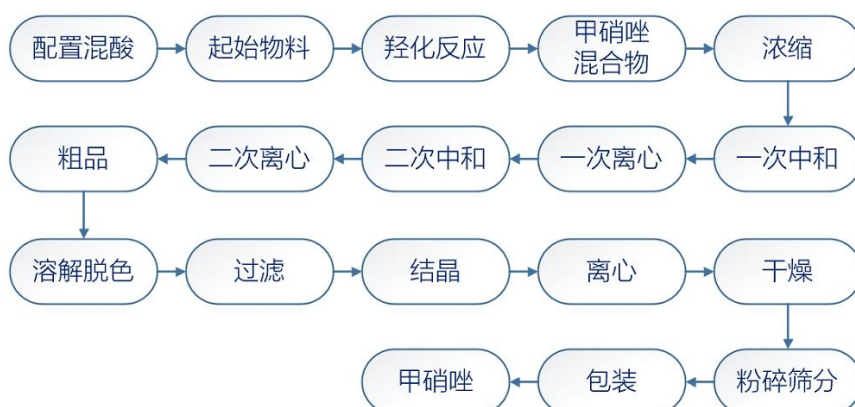 配置混酸
起始物料
羟化反应
甲硝唑
混合物
浓缩
粗品
二次离心
二次中和
一次离心
一次中和
溶解脱色
过滤
结晶
离心
干燥
甲硝唑
包装
粉碎筛分